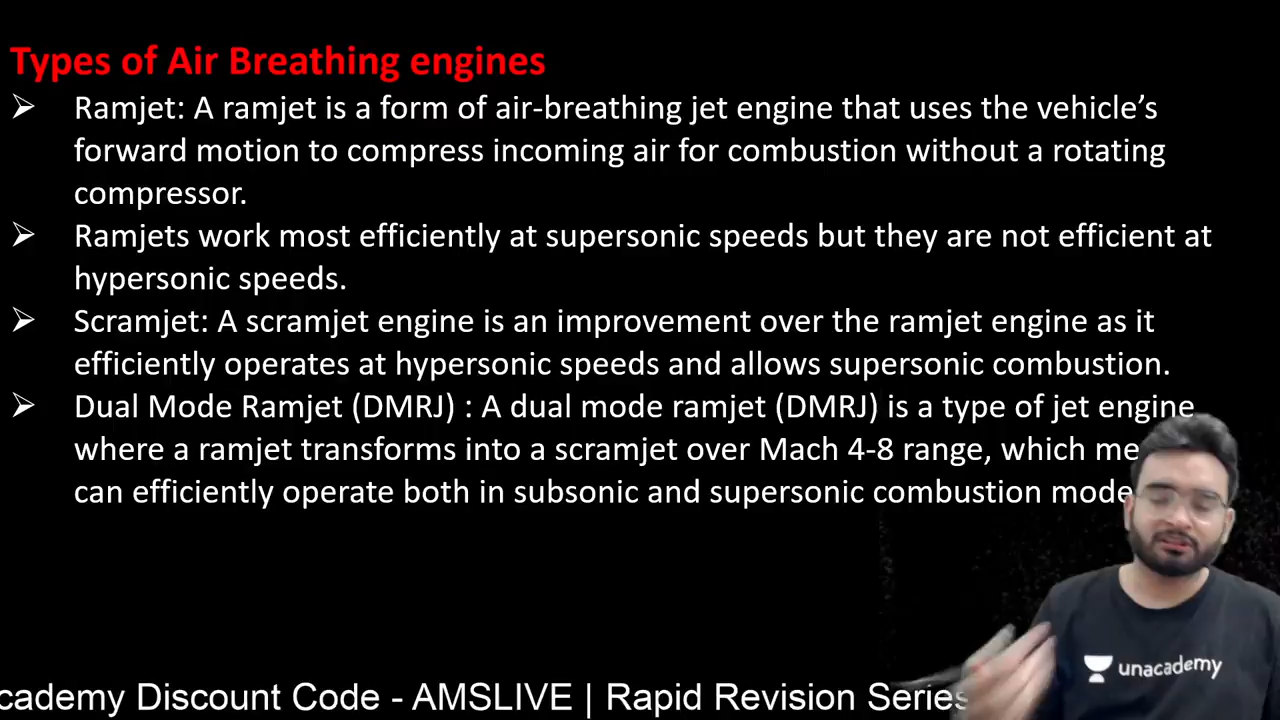 Types of Air Breathing engines
➢ Ramjet: A ramjet is a form of air-breathing jet engine that uses the vehicle’s
forward motion to compress incoming air for combustion without a rotating
compressor.
➢ Ramjets work most efficiently at supersonic speeds but they are not efficient at
hypersonic speeds.
➢ Scramjet: A scramjet engine is an improvement over the ramjet engine as it
efficiently operates at hypersonic speeds and allows supersonic combustion.
➢ Dual Mode Ramjet (DMRJ) : A dual mode ramjet (DMRJ) is a type of jet engine
where a ramjet transforms into a scramjet over Mach 4-8 range, which
can efficiently operate both in subsonic and supersonic combustion mode
unacademy
cademy Discount Code - AMSLIVE | Rapid Revision Series